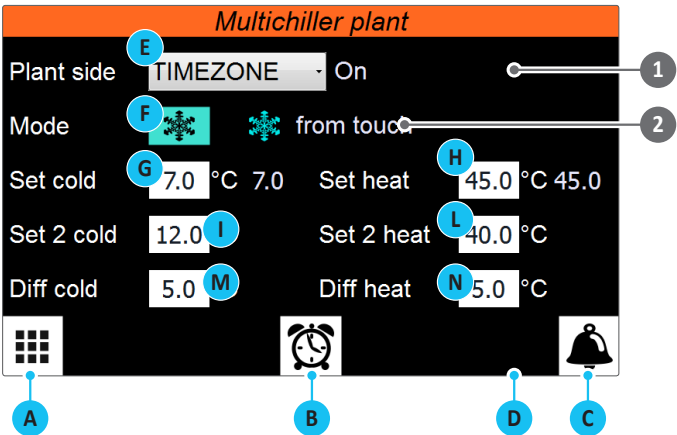 Multichiller plant
E
Plant side TIMEZONE On 1
F
Mode from touch 2
G H
Set cold 7.0 °C 7.0 Set heat 45.0 °C 45.0
Set 2 cold 12.0 I Set 2 heat L 40.0 °C
Diff cold 5.0 M Diff heat N 5.0 °C
A B D C